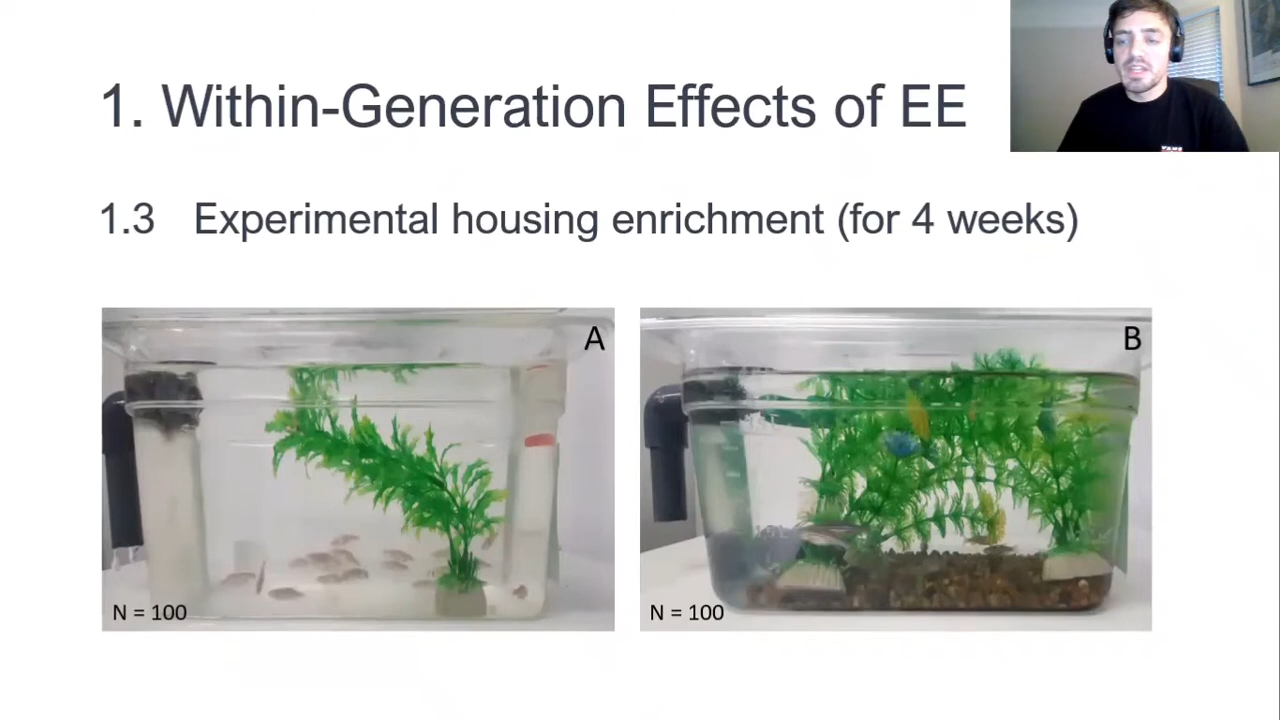 1. Within-Generation Effects of EE
1.3 Experimental housing enrichment (for 4 weeks)
A
B
N = 100
N = 100